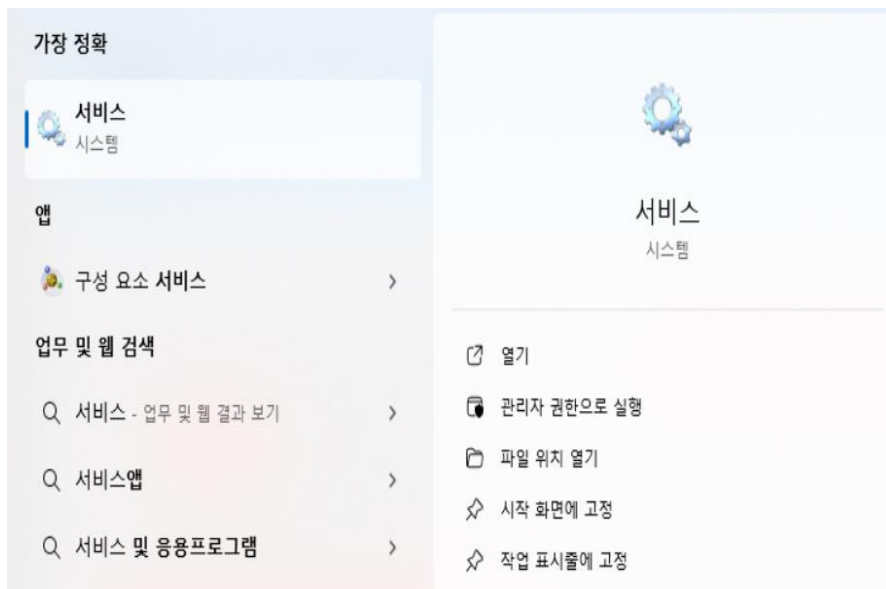 가장 정확
서비스
시스템
앱
구성 요소 서비스
업무 및 웹 검색
서비스 - 업무 및 웹 결과 보기
서비스앱
서비스 및 응용프로그램
서비스
시스템
열기
관리자 권한으로 실행
파일 위치 열기
시작 화면에 고정
작업 표시줄에 고정